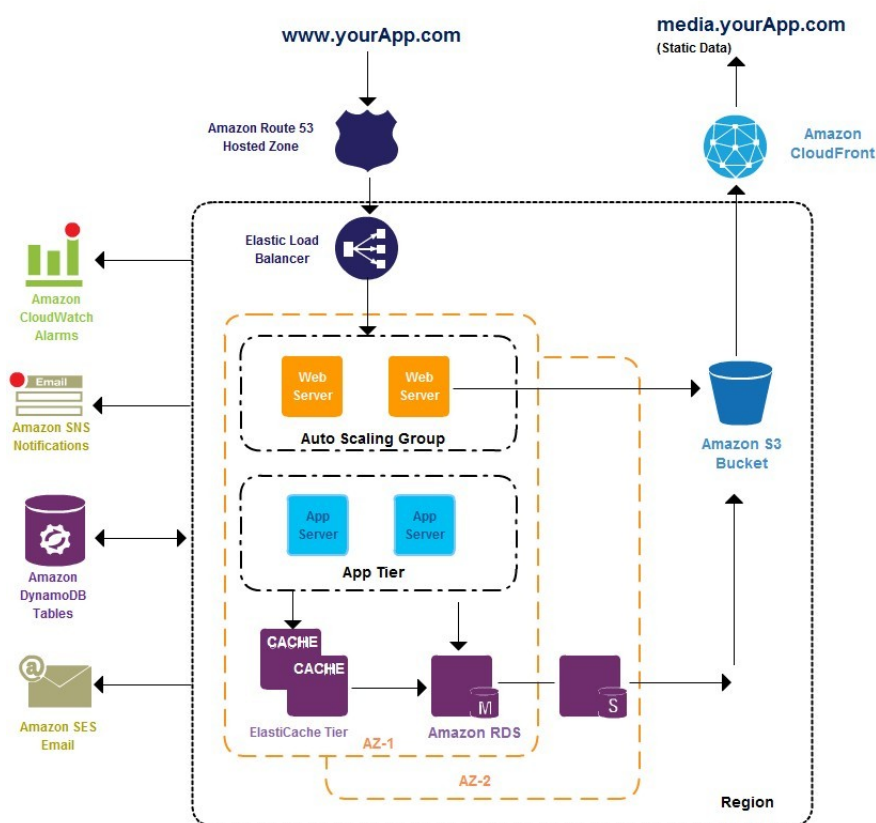 www.yourApp.com
media.yourApp.com
(Static Data)
Amazon Route 53
Hosted Zone
Amazon
CloudFront
Elastic Load
Balancer
Amazon
CloudWatch
Alarms
Web
Server
Web
Server
Auto Scaling Group
Email
Amazon SNS
Notifications
Amazon S3
Bucket
App
Server
App
Server
App Tier
Amazon
DynamoDB
Tables
CACHE
CACHE
ElastiCache Tier
M
Amazon RDS
S
@
Amazon SES
Email
AZ-1
AZ-2
Region